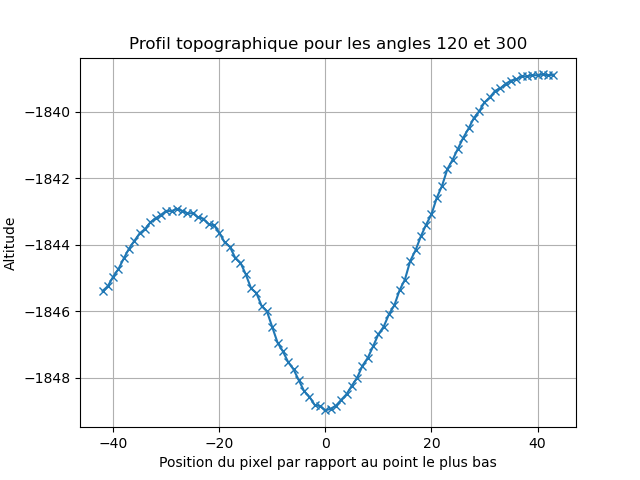 Profil topographique pour les angles 120 et 300
Altitude
−1840
−1842
−1844
−1846
−1848
−40 −20 0 20 40
Position du pixel par rapport au point le plus bas